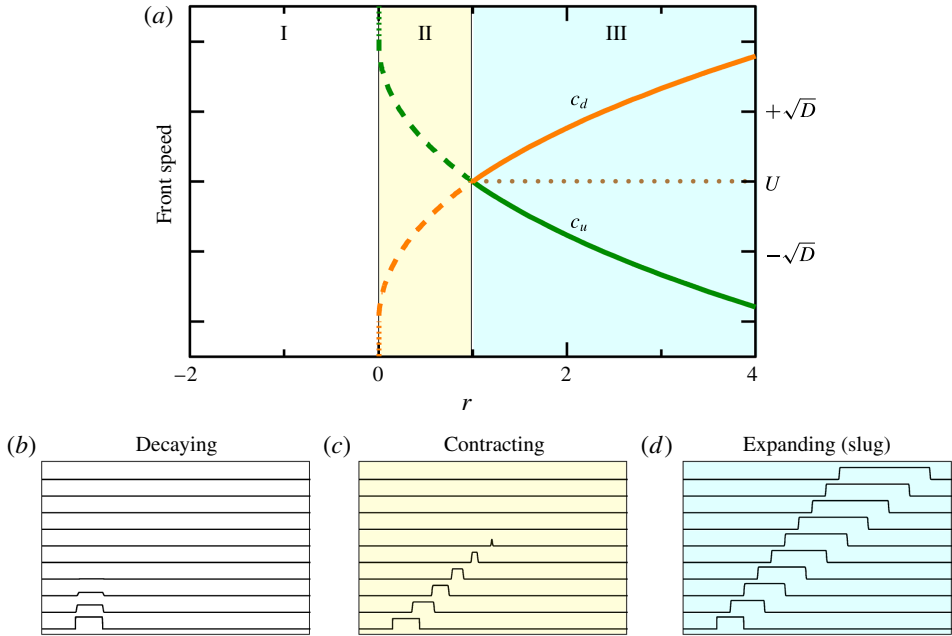 (a)
I II III
Front speed
c_d
c_u
+√D
U
−√D
−2 0 2 4
r
(b) Decaying
(c) Contracting
(d) Expanding (slug)